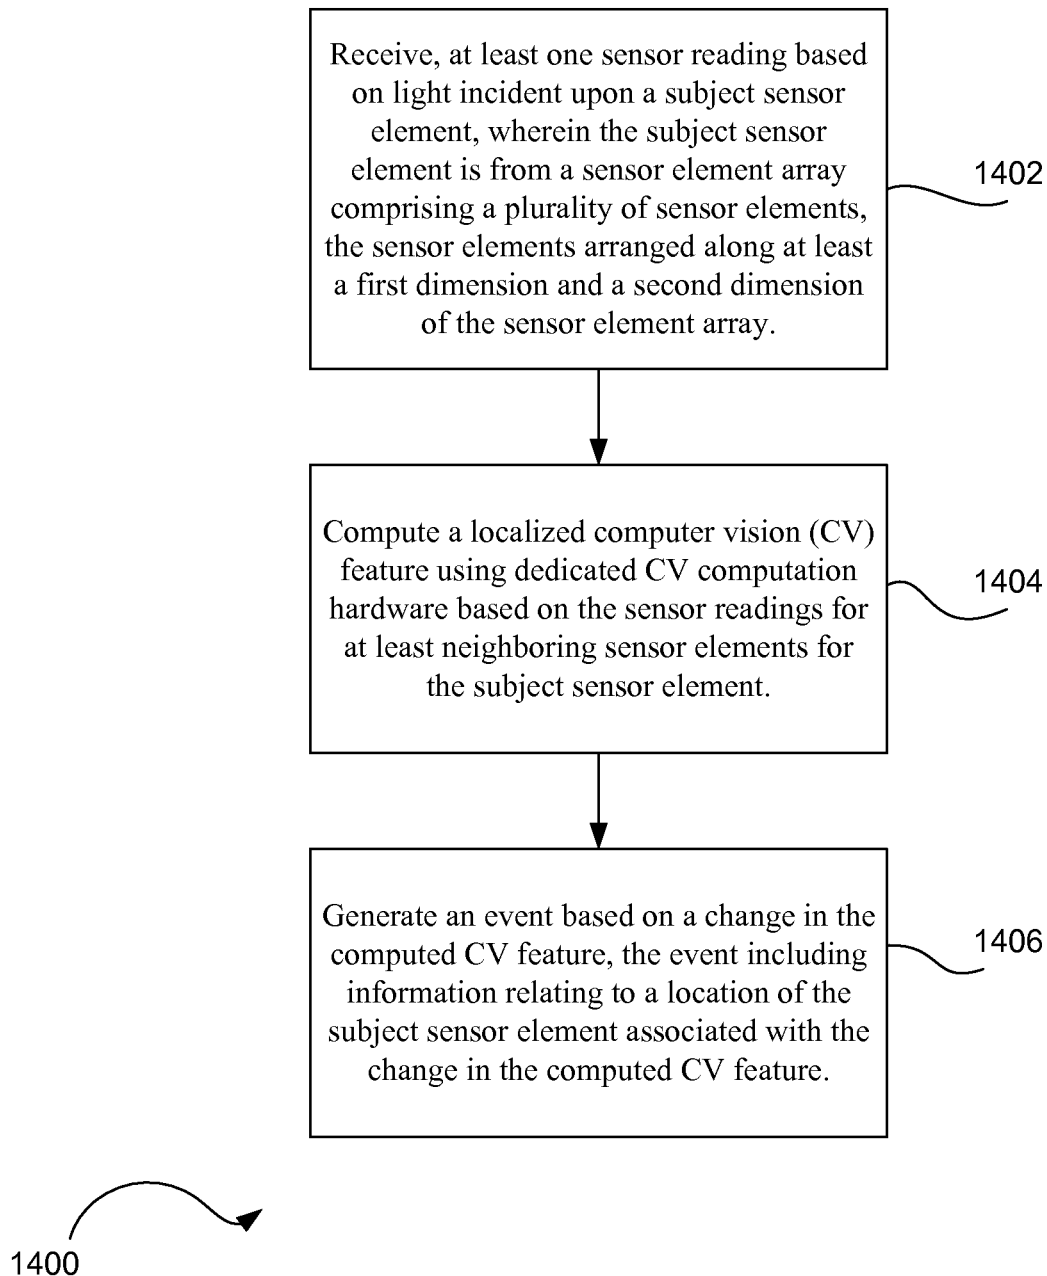 Receive, at least one sensor reading based
on light incident upon a subject sensor
element, wherein the subject sensor
element is from a sensor element array
comprising a plurality of sensor elements,
the sensor elements arranged along at least
a first dimension and a second dimension
of the sensor element array.
1402
Compute a localized computer vision (CV)
feature using dedicated CV computation
hardware based on the sensor readings for
at least neighboring sensor elements for
the subject sensor element.
1404
Generate an event based on a change in the
computed CV feature, the event including
information relating to a location of the
subject sensor element associated with the
change in the computed CV feature.
1406
1400